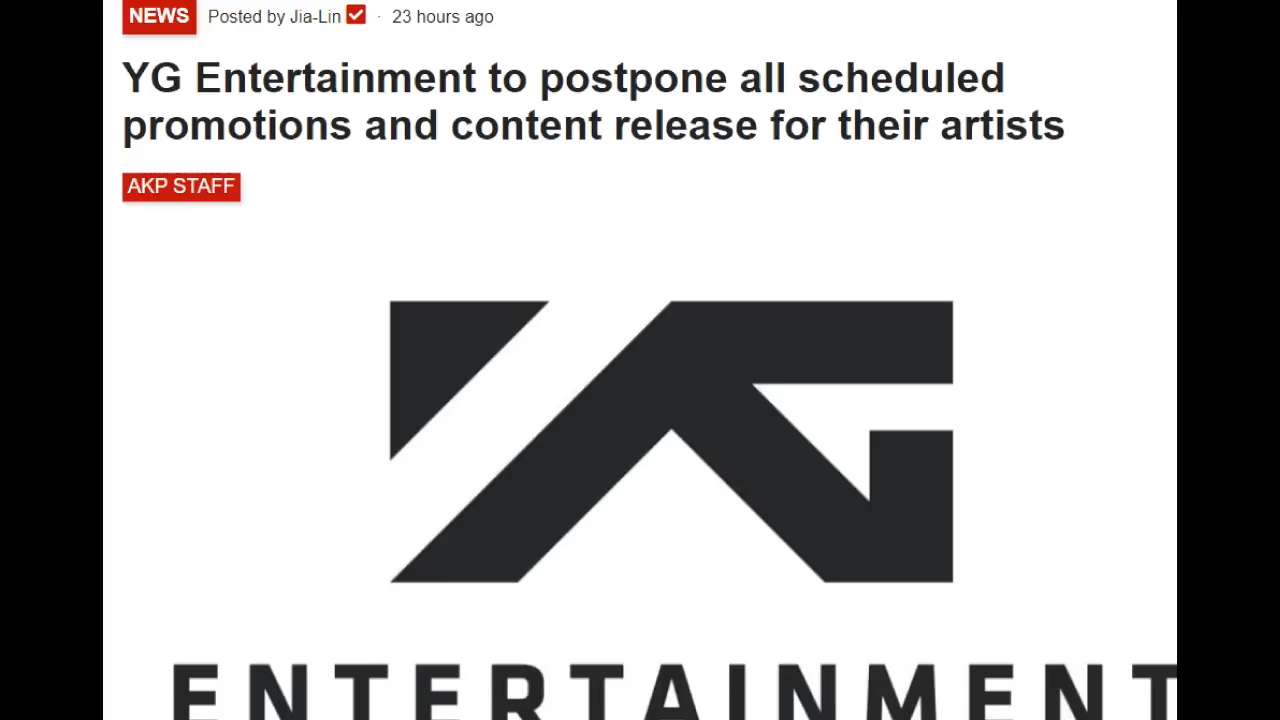 NEWS Posted by Jia-Lin · 23 hours ago
YG Entertainment to postpone all scheduled
promotions and content release for their artists
AKP STAFF
YG
ENTERTAINMENT